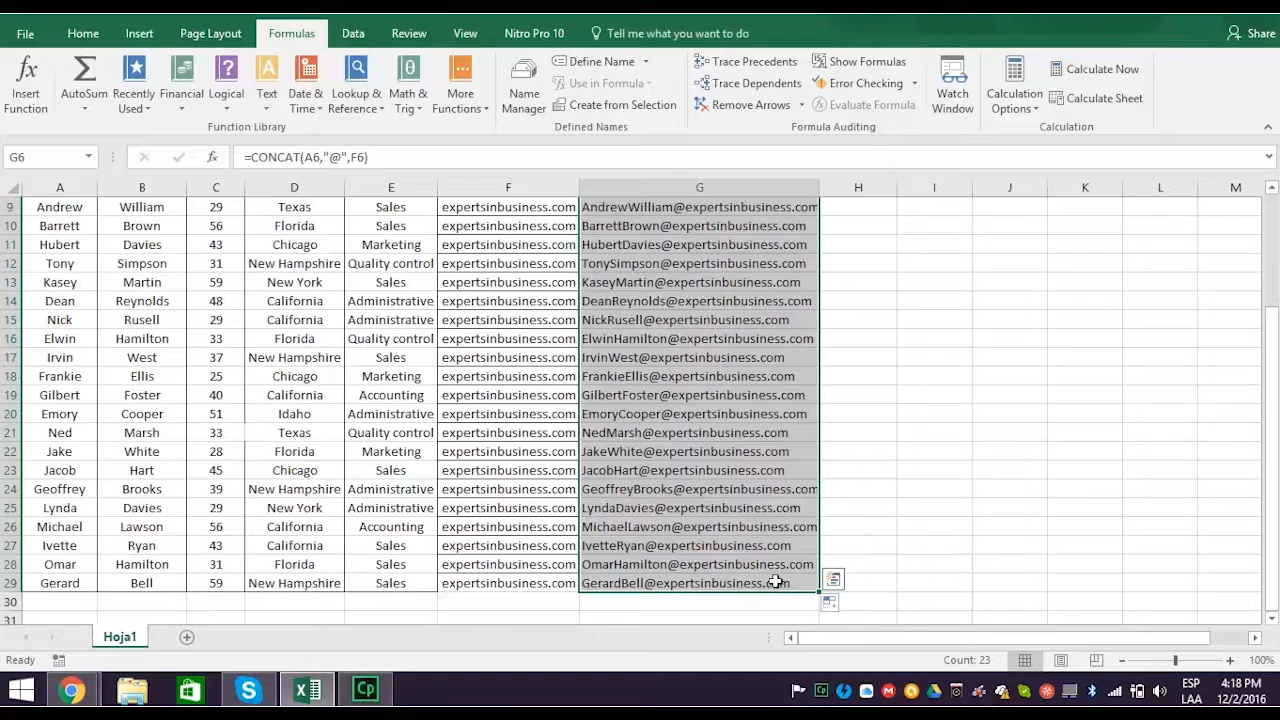 File Home Insert Page Layout Formulas Data Review View Nitro Pro 10 Tell me what you want to do Share
Insert Function AutoSum Recently Used Financial Logical Text Date & Time Lookup & Reference Math & Trig More Functions Name Manager Define Name Use in Formula Create from Selection Trace Precedents Trace Dependents Remove Arrows Show Formulas Error Checking Evaluate Formula Watch Window Calculation Options Calculate Now Calculate Sheet
Function Library Defined Names Formula Auditing Calculation
G6 fx =CONCAT(A6,"@",F6)
A B C D E F G H I J K L M
9 Andrew William 29 Texas Sales expertsinbusiness.com AndrewWilliam@expertsinbusiness.com
10 Barrett Brown 56 Florida Sales expertsinbusiness.com BarrettBrown@expertsinbusiness.com
11 Hubert Davies 43 Chicago Marketing expertsinbusiness.com HubertDavies@expertsinbusiness.com
12 Tony Simpson 31 New Hampshire Quality control expertsinbusiness.com TonySimpson@expertsinbusiness.com
13 Kasey Martin 59 New York Sales expertsinbusiness.com KaseyMartin@expertsinbusiness.com
14 Dean Reynolds 48 California Administrative expertsinbusiness.com DeanReynolds@expertsinbusiness.com
15 Nick Rusell 29 California Administrative expertsinbusiness.com NickRusell@expertsinbusiness.com
16 Elwin Hamilton 33 Florida Quality control expertsinbusiness.com ElwinHamilton@expertsinbusiness.com
17 Irvin West 37 New Hampshire Sales expertsinbusiness.com IrvinWest@expertsinbusiness.com
18 Frankie Ellis 25 Chicago Marketing expertsinbusiness.com FrankieEllis@expertsinbusiness.com
19 Gilbert Foster 40 California Accounting expertsinbusiness.com GilbertFoster@expertsinbusiness.com
20 Emory Cooper 51 Idaho Administrative expertsinbusiness.com EmoryCooper@expertsinbusiness.com
21 Ned Marsh 33 Texas Quality control expertsinbusiness.com NedMarsh@expertsinbusiness.com
22 Jake White 28 Florida Marketing expertsinbusiness.com JakeWhite@expertsinbusiness.com
23 Jacob Hart 45 Chicago Sales expertsinbusiness.com JacobHart@expertsinbusiness.com
24 Geoffrey Brooks 39 New Hampshire Administrative expertsinbusiness.com GeoffreyBrooks@expertsinbusiness.com
25 Lynda Davies 29 New York Administrative expertsinbusiness.com LyndaDavies@expertsinbusiness.com
26 Michael Lawson 56 California Accounting expertsinbusiness.com MichaelLawson@expertsinbusiness.com
27 Ivette Ryan 43 California Sales expertsinbusiness.com IvetteRyan@expertsinbusiness.com
28 Omar Hamilton 31 Florida Sales expertsinbusiness.com OmarHamilton@expertsinbusiness.com
29 Gerard Bell 59 New Hampshire Sales expertsinbusiness.com GerardBell@expertsinbusiness.com
30
31
Hoja1
Ready Count: 23 100%
Cp ESP 4:18 PM
LAA 12/2/2016